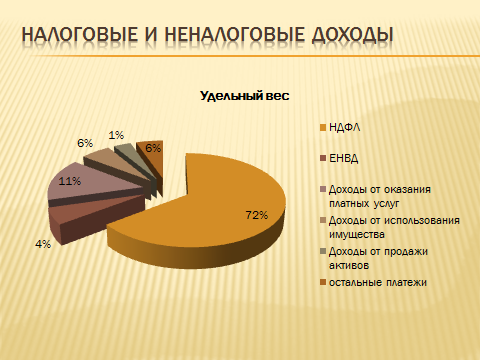 НАЛОГОВЫЕ И НЕНАЛОГОВЫЕ ДОХОДЫ
Удельный вес
72%
4%
11%
6%
1%
6%
НДФЛ
ЕНВД
Доходы от оказания
платных услуг
Доходы от использования
имущества
Доходы от продажи
активов
остальные платежи